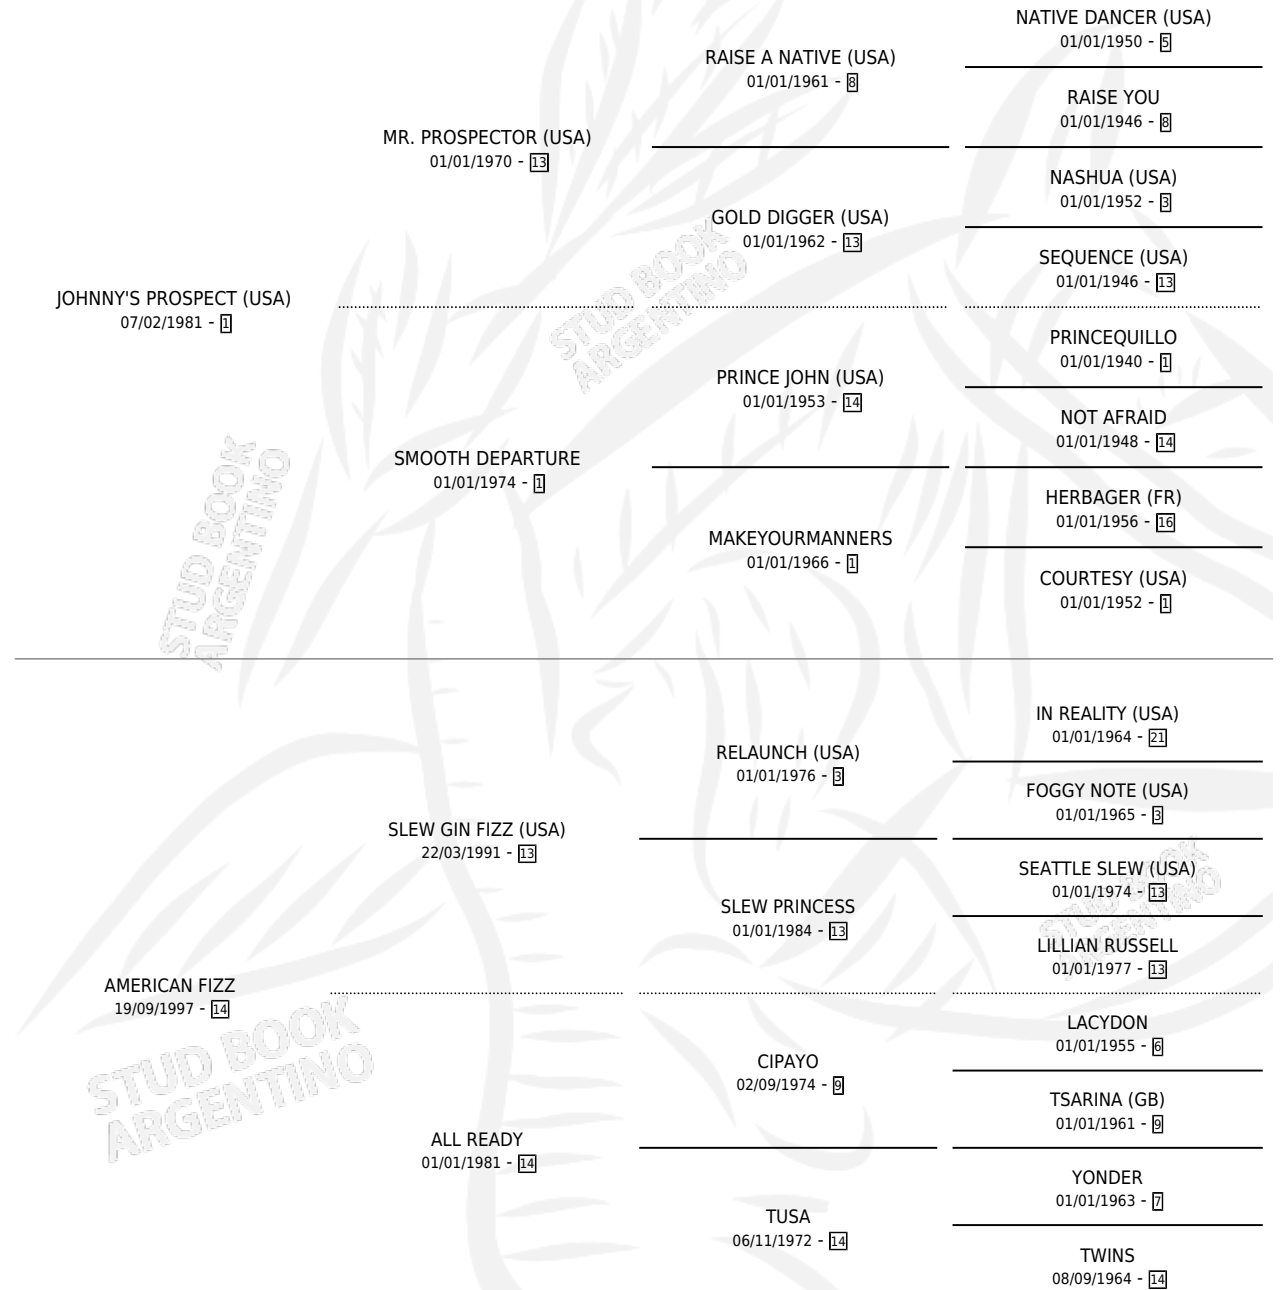 NATIVE DANCER (USA)
01/01/1950 - 5
RAISE A NATIVE (USA)
01/01/1961 - 8
RAISE YOU
01/01/1946 - 8
MR. PROSPECTOR (USA)
01/01/1970 - 13
NASHUA (USA)
01/01/1952 - 3
GOLD DIGGER (USA)
01/01/1962 - 13
SEQUENCE (USA)
01/01/1946 - 13
JOHNNY'S PROSPECT (USA)
07/02/1981 - 1
PRINCEQUILLO
01/01/1940 - 1
PRINCE JOHN (USA)
01/01/1953 - 14
NOT AFRAID
01/01/1948 - 14
SMOOTH DEPARTURE
01/01/1974 - 1
HERBAGER (FR)
01/01/1956 - 16
MAKEYOURMANNERS
01/01/1966 - 1
COURTESY (USA)
01/01/1952 - 1
IN REALITY (USA)
01/01/1964 - 21
RELAUNCH (USA)
01/01/1976 - 3
FOGGY NOTE (USA)
01/01/1965 - 3
SLEW GIN FIZZ (USA)
22/03/1991 - 13
SEATTLE SLEW (USA)
01/01/1974 - 13
SLEW PRINCESS
01/01/1984 - 13
LILLIAN RUSSELL
01/01/1977 - 13
AMERICAN FIZZ
19/09/1997 - 14
LACYDON
01/01/1955 - 6
CIPAYO
02/09/1974 - 9
TSARINA (GB)
01/01/1961 - 9
ALL READY
01/01/1981 - 14
YONDER
01/01/1963 - 7
TUSA
06/11/1972 - 14
TWINS
08/09/1964 - 14
STUD BOOK
ARGENTINO
STUD BOOK
ARGENTINO
STUD BOOK
ARGENTINO
STUD BOOK
ARGENTINO